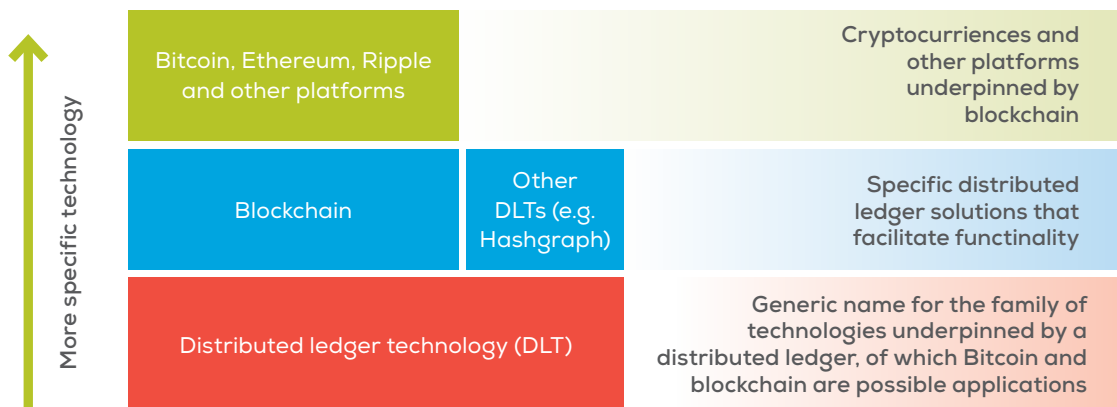 More specific technology
Bitcoin, Ethereum, Ripple
and other platforms
Cryptocurriences and
other platforms
underpinned by
blockchain
Blockchain
Other
DLTs (e.g.
Hashgraph)
Specific distributed
ledger solutions that
facilitate functinality
Distributed ledger technology (DLT)
Generic name for the family of
technologies underpinned by a
distributed ledger, of which Bitcoin and
blockchain are possible applications